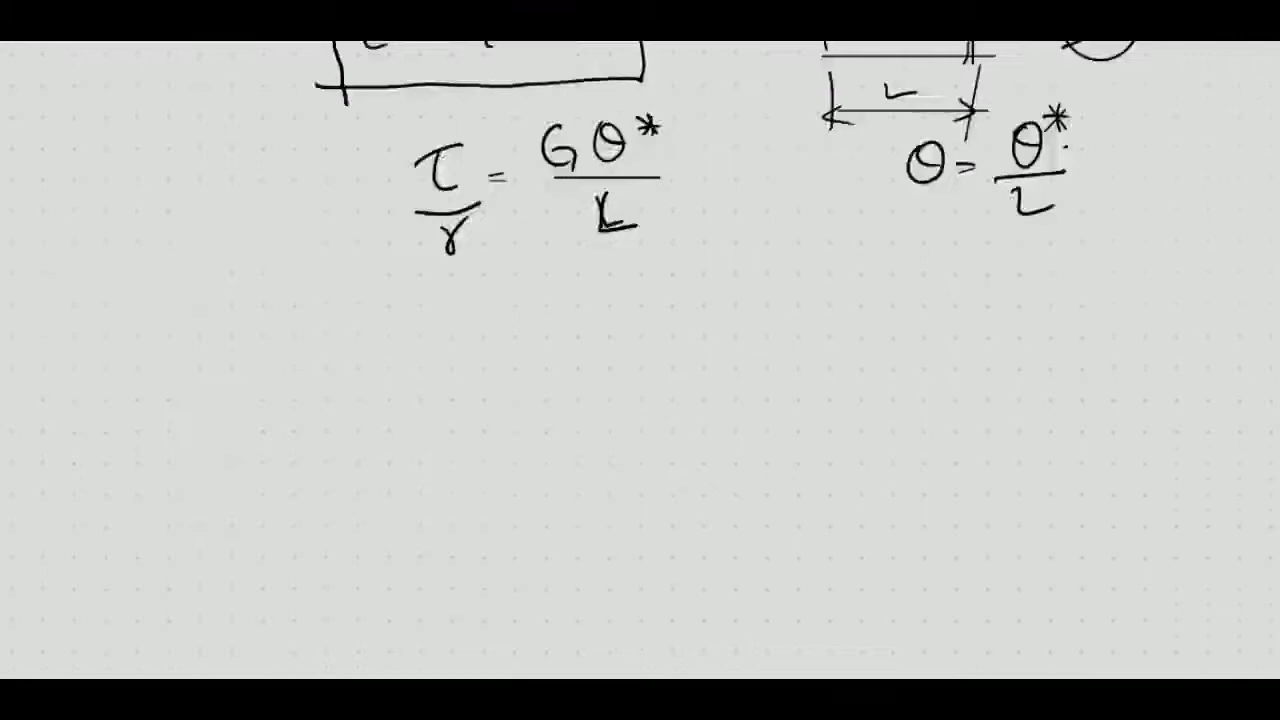 L
τ/r = Gθ*/L
θ = θ*/L